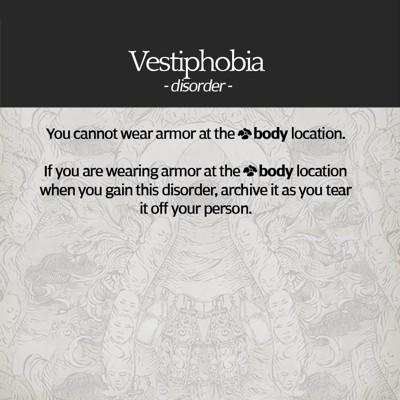 Vestiphobia
- disorder -
You cannot wear armor at the body location.
If you are wearing armor at the body location
when you gain this disorder, archive it as you tear
it off your person.